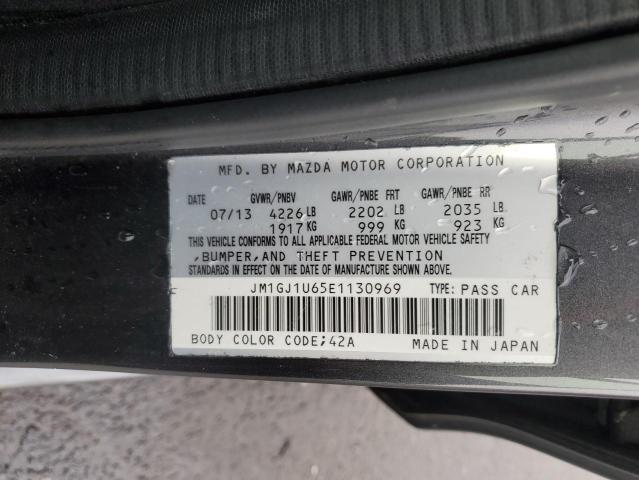 MFD. BY MAZDA MOTOR CORPORATION
DATE GVWR/PNBV GAWR/PNBE FRT GAWR/PNBE RR
07/13 4226 LB 2202 LB 2035 LB
1917 KG 999 KG 923 KG
THIS VEHICLE CONFORMS TO ALL APPLICABLE FEDERAL MOTOR VEHICLE SAFETY
,BUMPER,AND THEFT PREVENTION
STANDARDS IN EFFECT ON THE DATE OF MANUFACTURE SHOWN ABOVE.
JM1GJ1U65E1130969 TYPE: PASS CAR
BODY COLOR CODE;42A MADE IN JAPAN